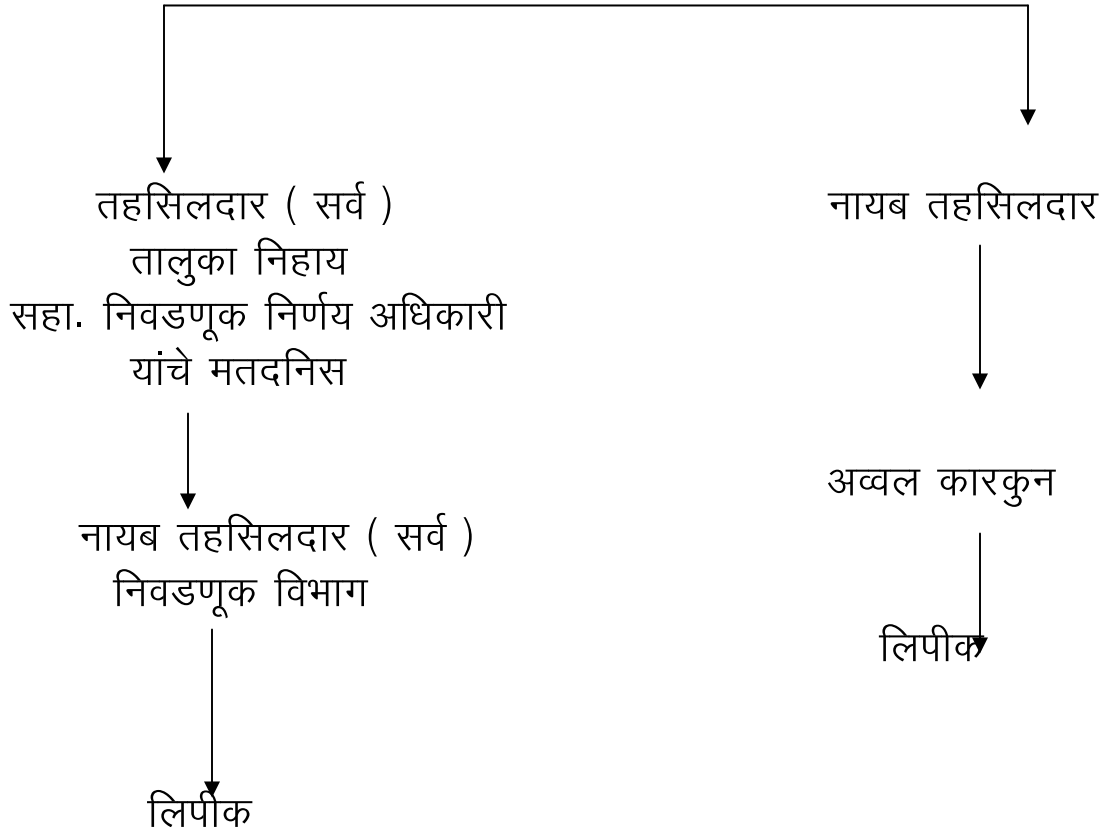 तहसिलदार ( सर्व )
तालुका निहाय
सहा. निवडणूक निर्णय अधिकारी
यांचे मतदनिस
नायब तहसिलदार ( सर्व )
निवडणूक विभाग
लिपीक
नायब तहसिलदार
अव्वल कारकुन
लिपीक